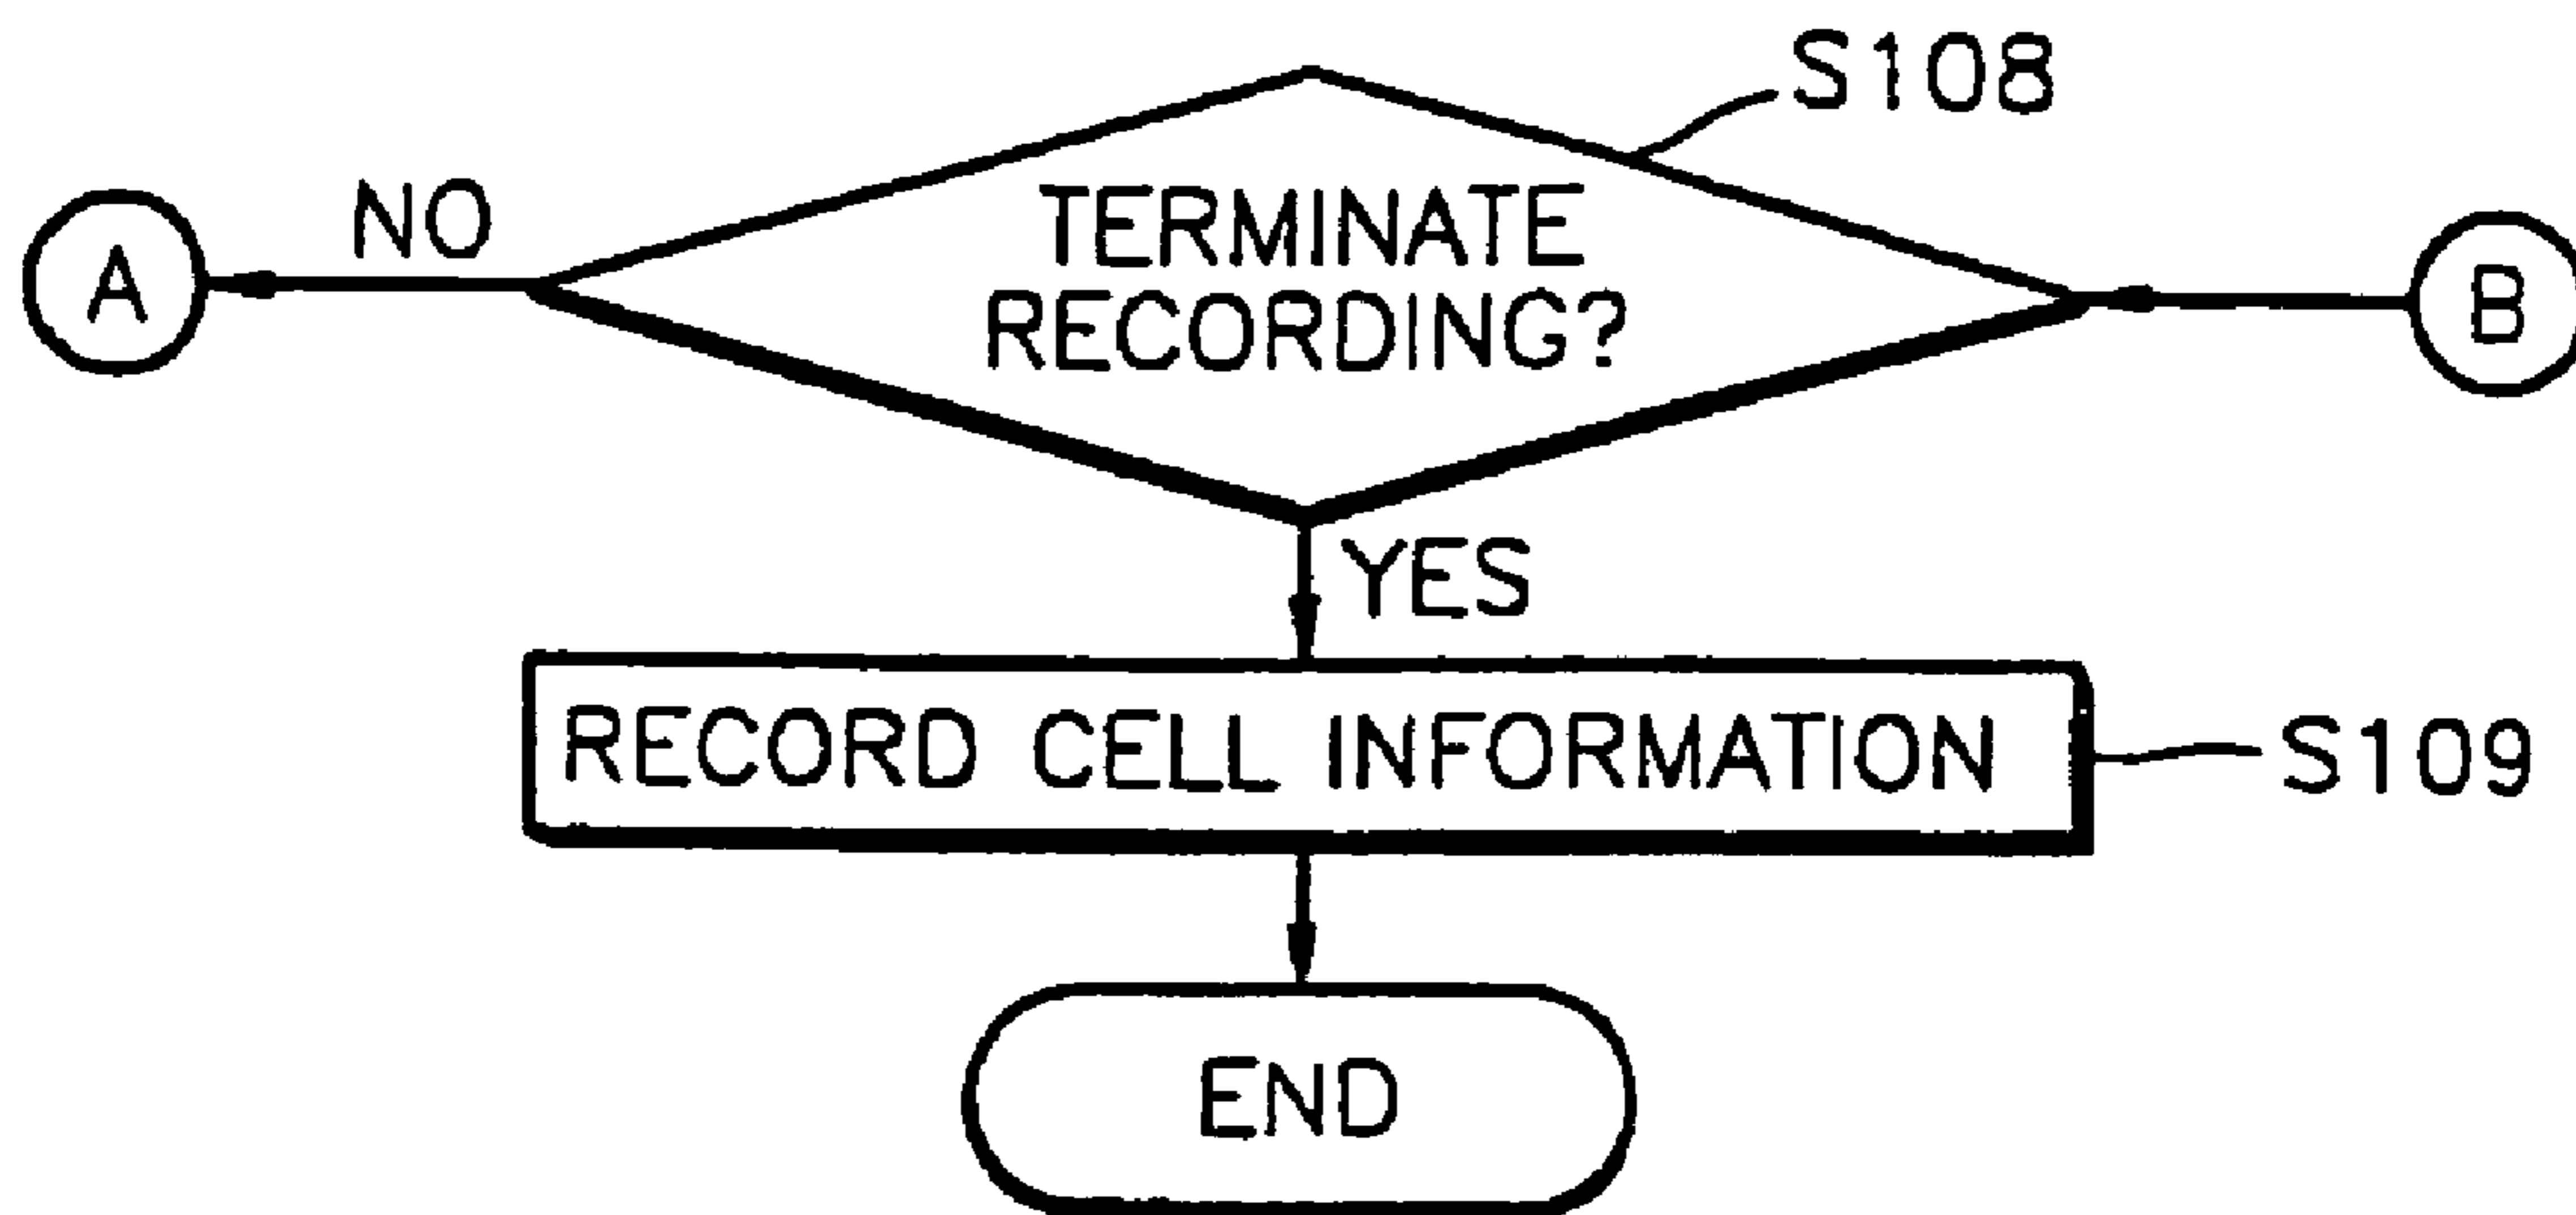 S108
NO
A
TERMINATE
RECORDING?
B
YES
RECORD CELL INFORMATION
S109
END